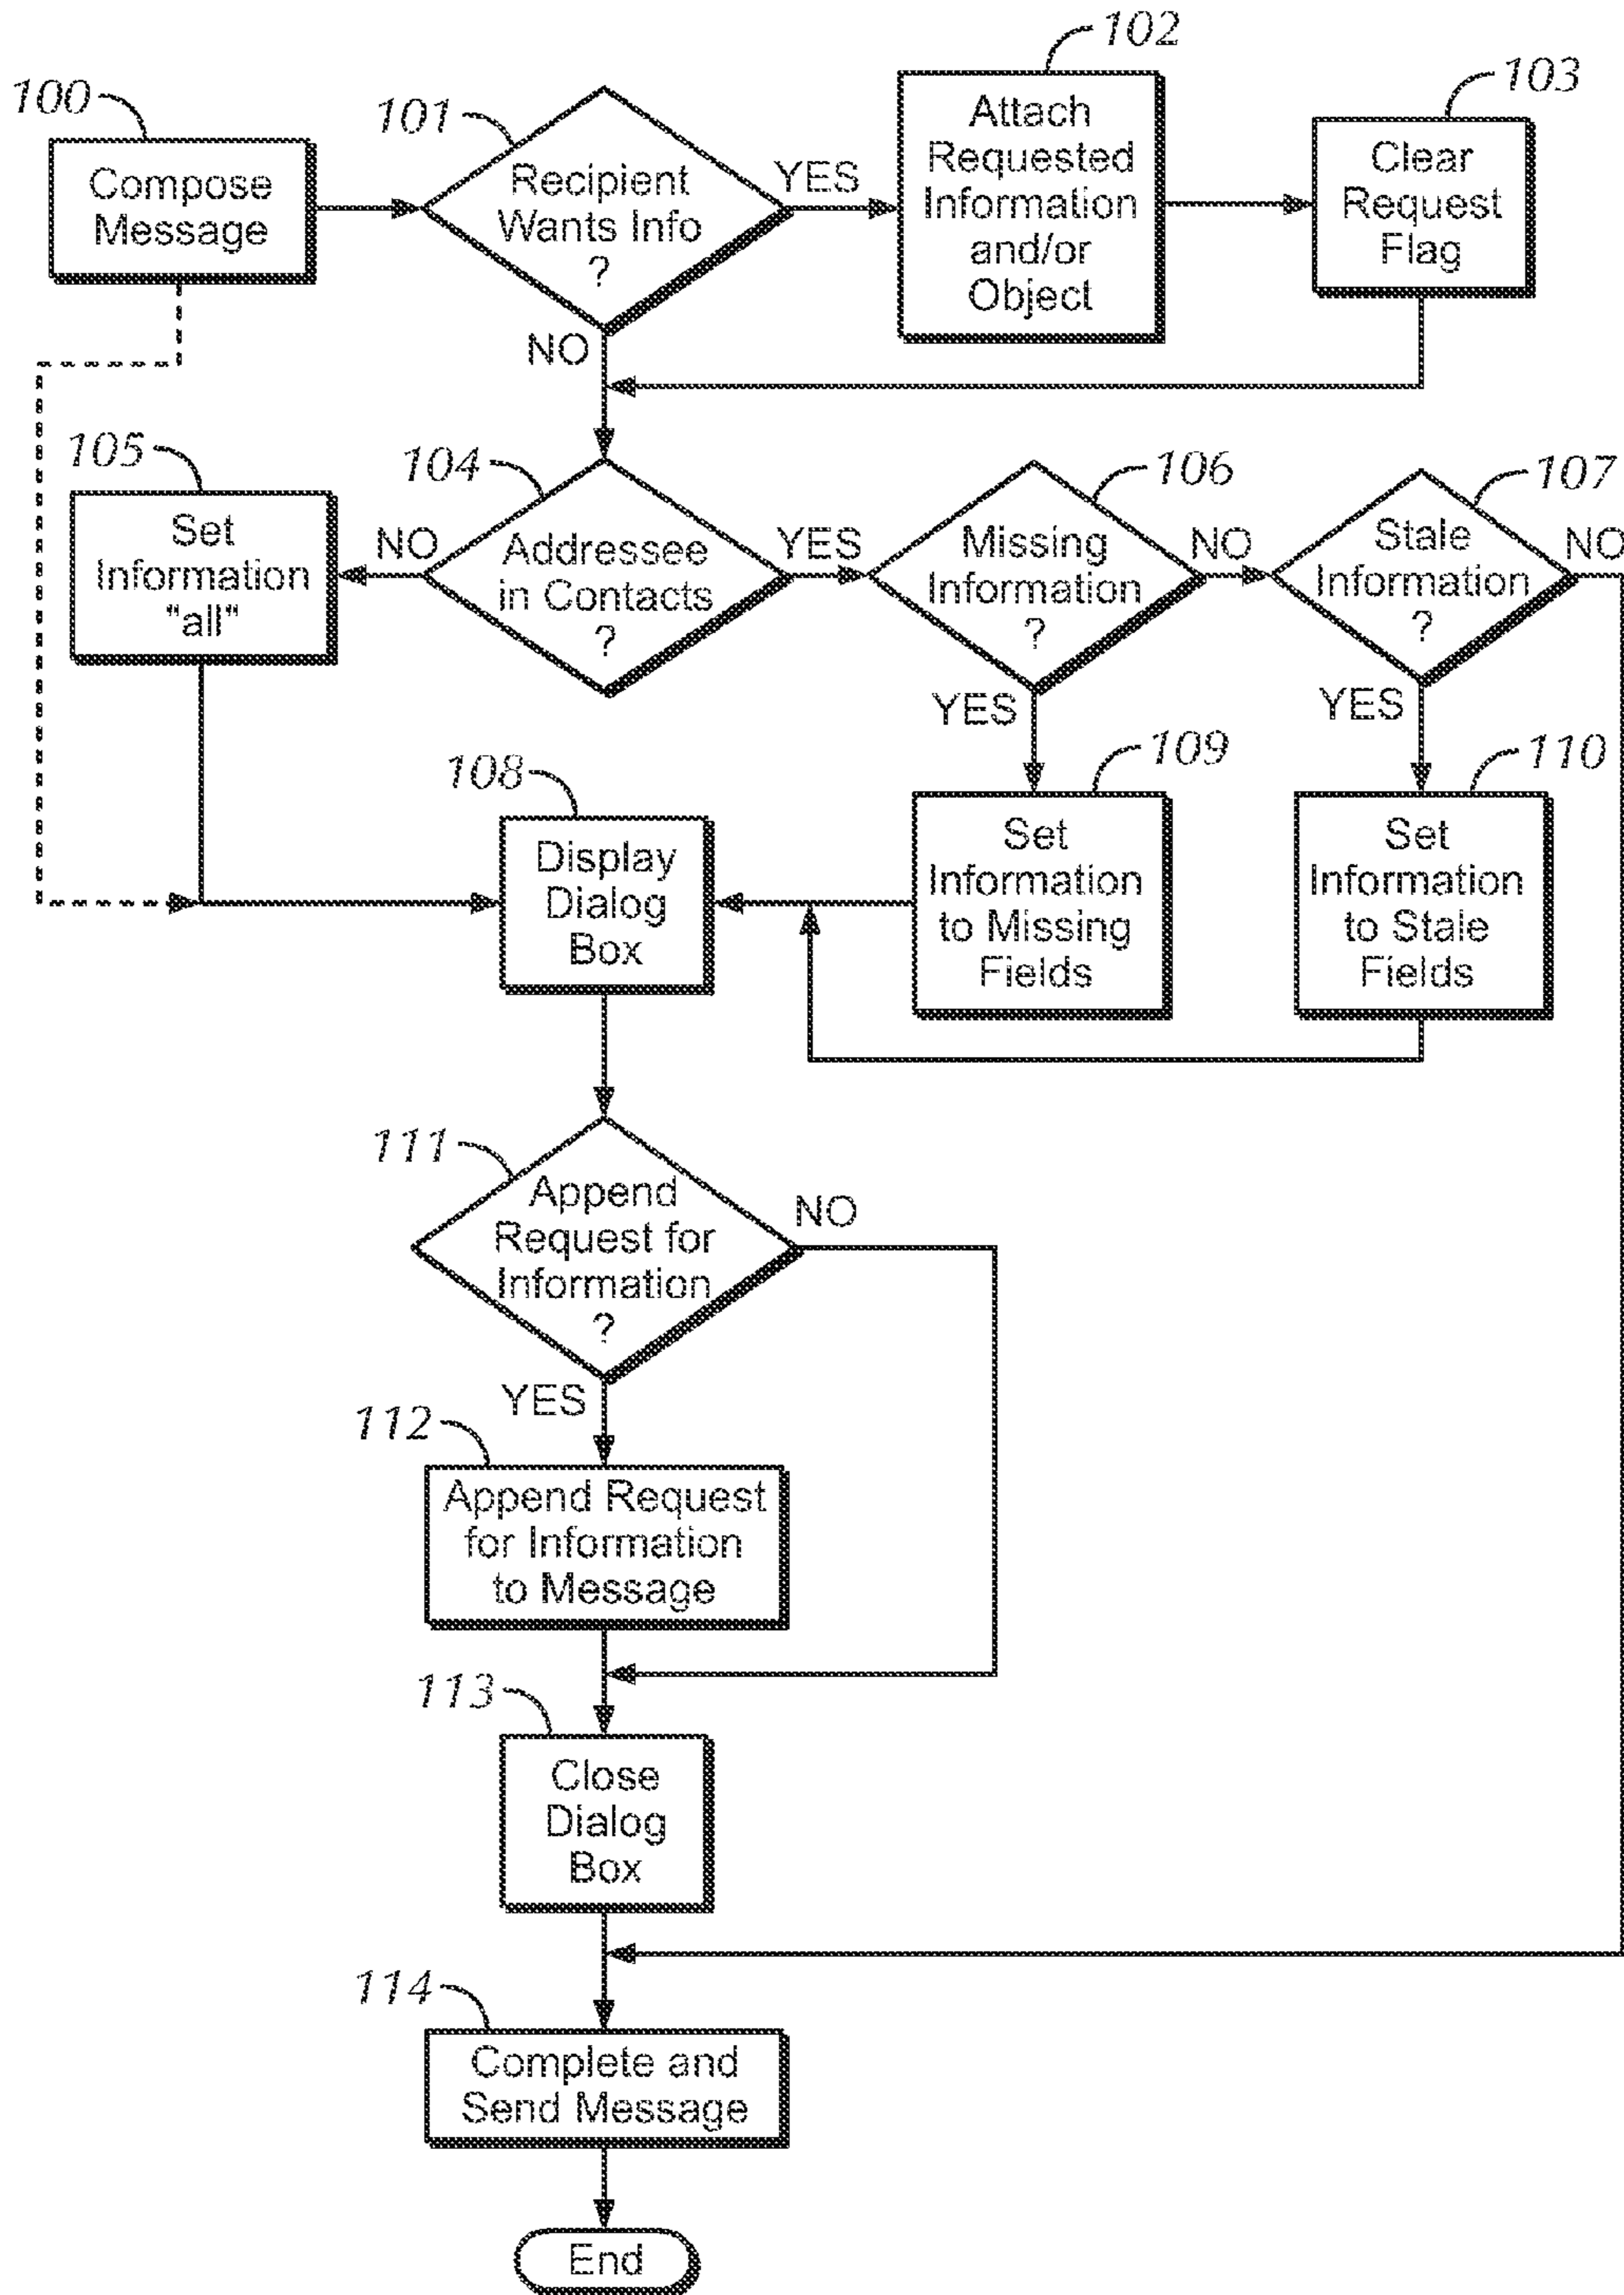 100
Compose
Message
101
Recipient
Wants Info
?
YES
NO
102
Attach
Requested
Information
and/or
Object
103
Clear
Request
Flag
105
Set
Information
"all"
104
NO
Addressee
in Contacts
?
YES
106
Missing
Information
?
NO
YES
107
Stale
Information
?
NO
YES
108
Display
Dialog
Box
109
Set
Information
to Missing
Fields
110
Set
Information
to Stale
Fields
111
Append
Request for
Information
?
NO
YES
112
Append Request
for Information
to Message
113
Close
Dialog
Box
114
Complete and
Send Message
End